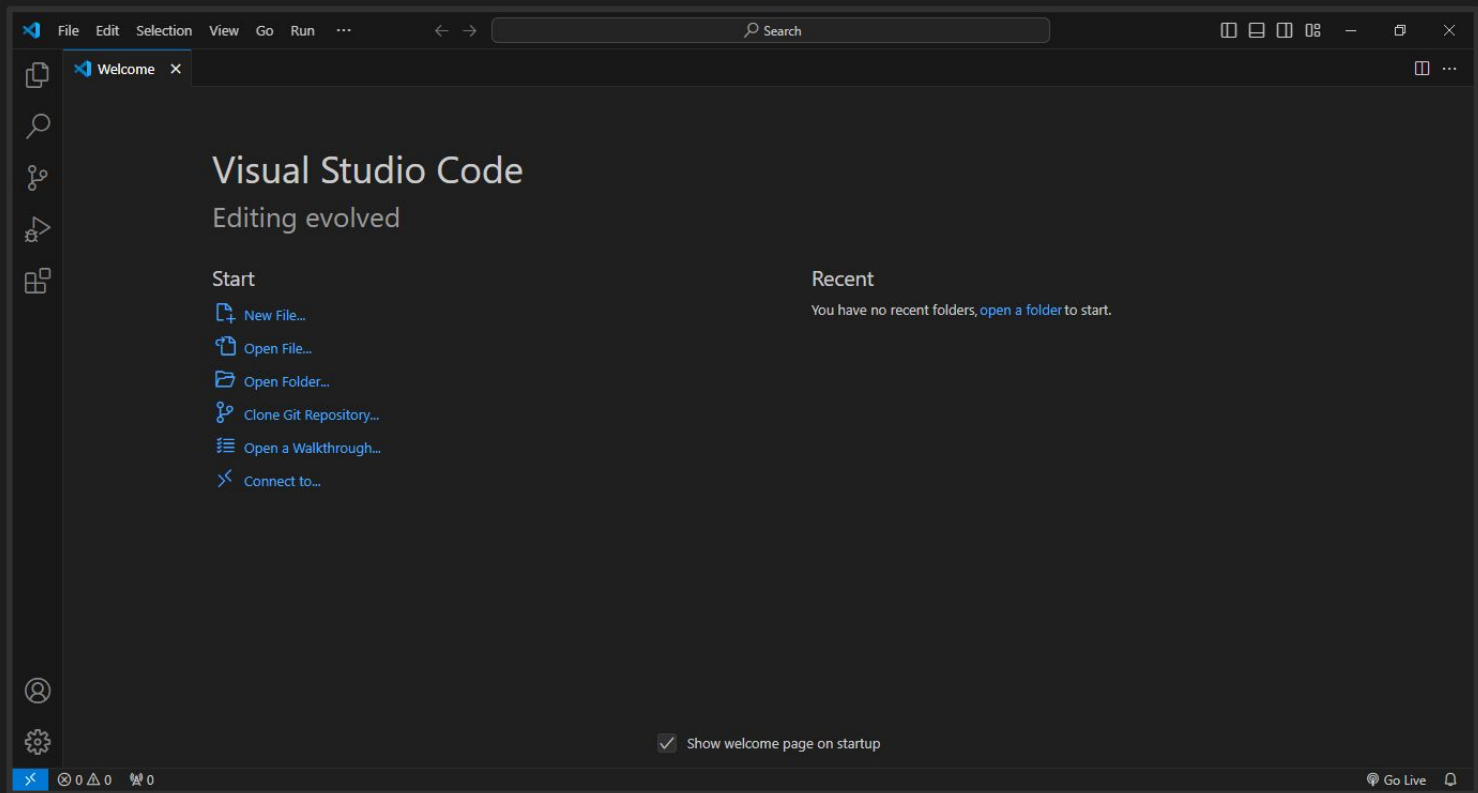 File Edit Selection View Go Run ··· Search
Welcome
Visual Studio Code
Editing evolved
Start
New File...
Open File...
Open Folder...
Clone Git Repository...
Open a Walkthrough...
Connect to...
Recent
You have no recent folders, open a folder to start.
Show welcome page on startup
0 0 0 Go Live